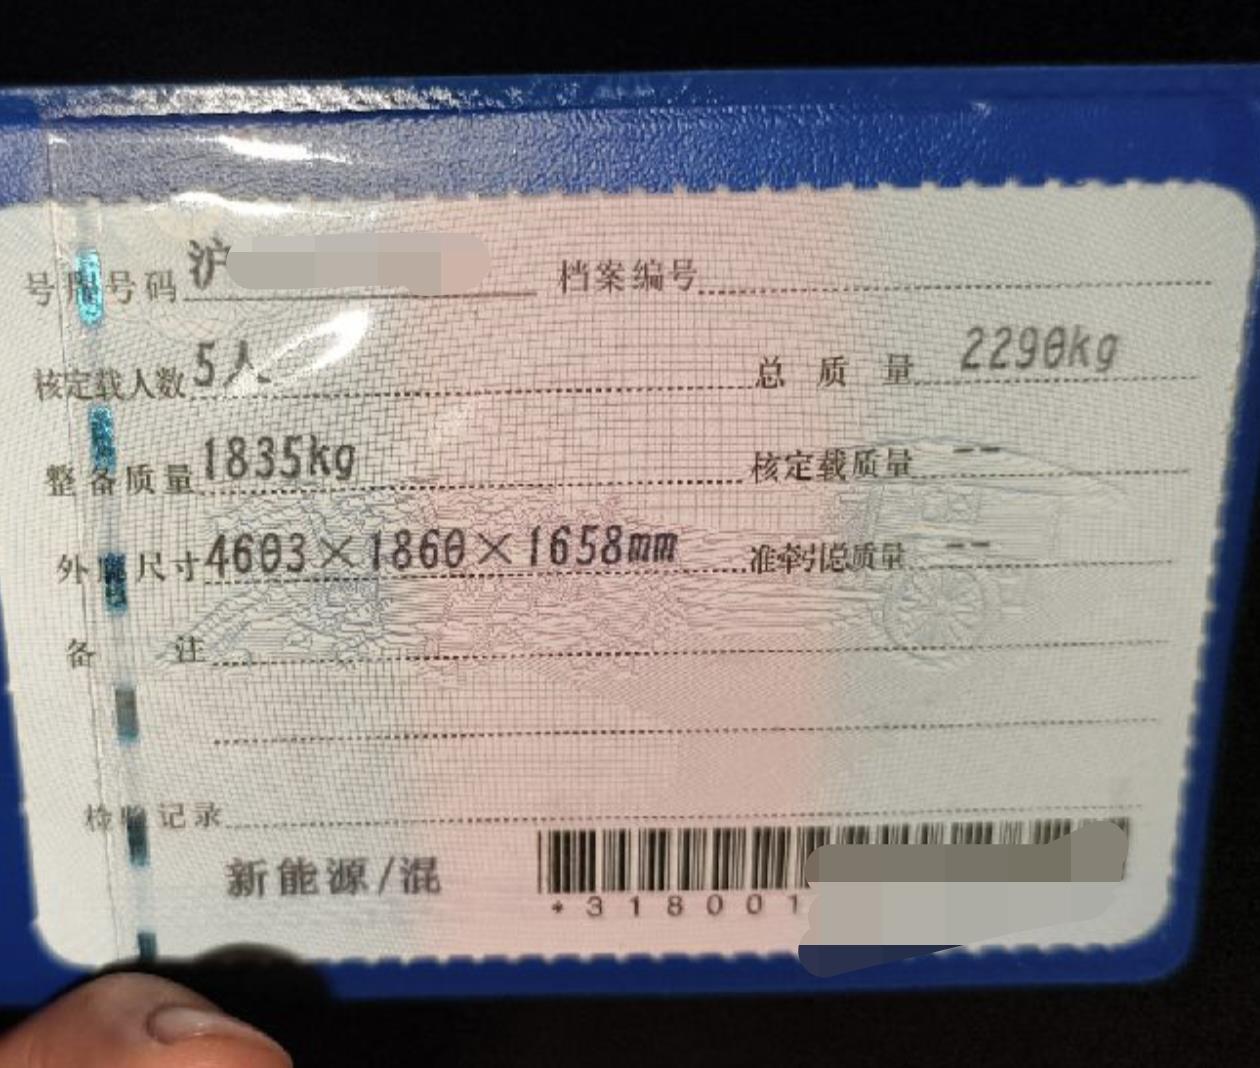 号牌号码 沪 档案编号
核定载人数 5人 总质量 2290kg
整备质量 1835kg 核定载质量 --
外廓尺寸 4603×1860×1658mm 准牵引总质量 --
备注
检验记录
新能源/混
*318001